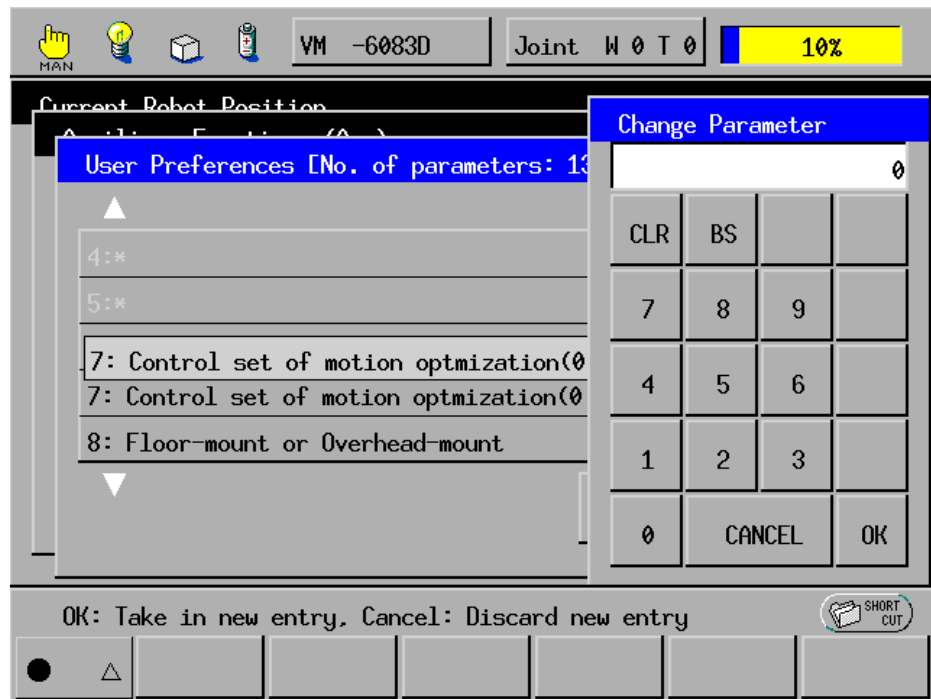 MAN
VM -6083D
Joint W 0 T 0
10%
Current Robot Position
User Preferences [No. of parameters: 13
4:*
5:*
7: Control set of motion optmization(0
7: Control set of motion optmization(0
8: Floor-mount or Overhead-mount
Change Parameter
0
CLR BS
7 8 9
4 5 6
1 2 3
0 CANCEL OK
OK: Take in new entry, Cancel: Discard new entry
SHORT
CUT